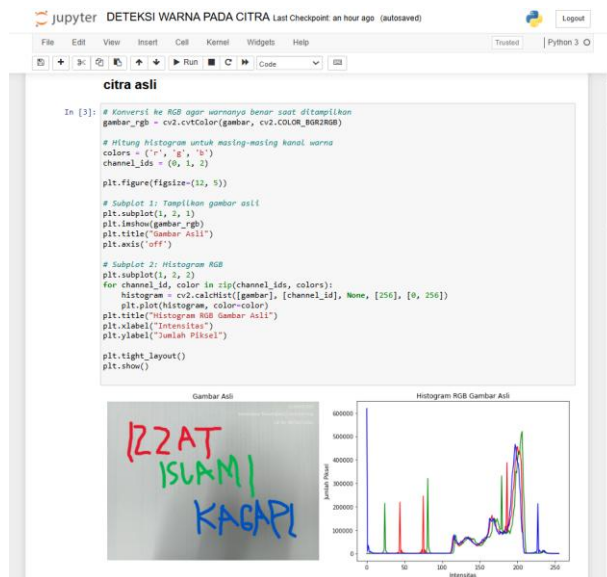 jupyter DETEKSI WARNA PADA CITRA Last Checkpoint: an hour ago (autosaved)
Logout
File Edit View Insert Cell Kernel Widgets Help
Trusted
Python 3
Run
Code
citra asli
In [3]:
# Konversi ke RGB agar warnanya benar saat ditampilkan
gambar_rgb = cv2.cvtColor(gambar, cv2.COLOR_BGR2RGB)
# Hitung histogram untuk masing-masing kanal warna
colors = ('r', 'g', 'b')
channel_ids = (0, 1, 2)
plt.figure(figsize=(12, 5))
# Subplot 1: Tampilkan gambar asli
plt.subplot(1, 2, 1)
plt.imshow(gambar_rgb)
plt.title("Gambar Asli")
plt.axis('off')
# Subplot 2: Histogram RGB
plt.subplot(1, 2, 2)
for channel_id, color in zip(channel_ids, colors):
histogram = cv2.calcHist([gambar], [channel_id], None, [256], [0, 256])
plt.plot(histogram, color=color)
plt.title("Histogram RGB Gambar Asli")
plt.xlabel("Intensitas")
plt.ylabel("Jumlah Piksel")
plt.tight_layout()
plt.show()
Gambar Asli
IZZAT
ISLAMI
KAGAPI
Histogram RGB Gambar Asli
600000
500000
400000
300000
200000
100000
0
Jumlah Piksel
0 50 100 150 200 250
Intensitas